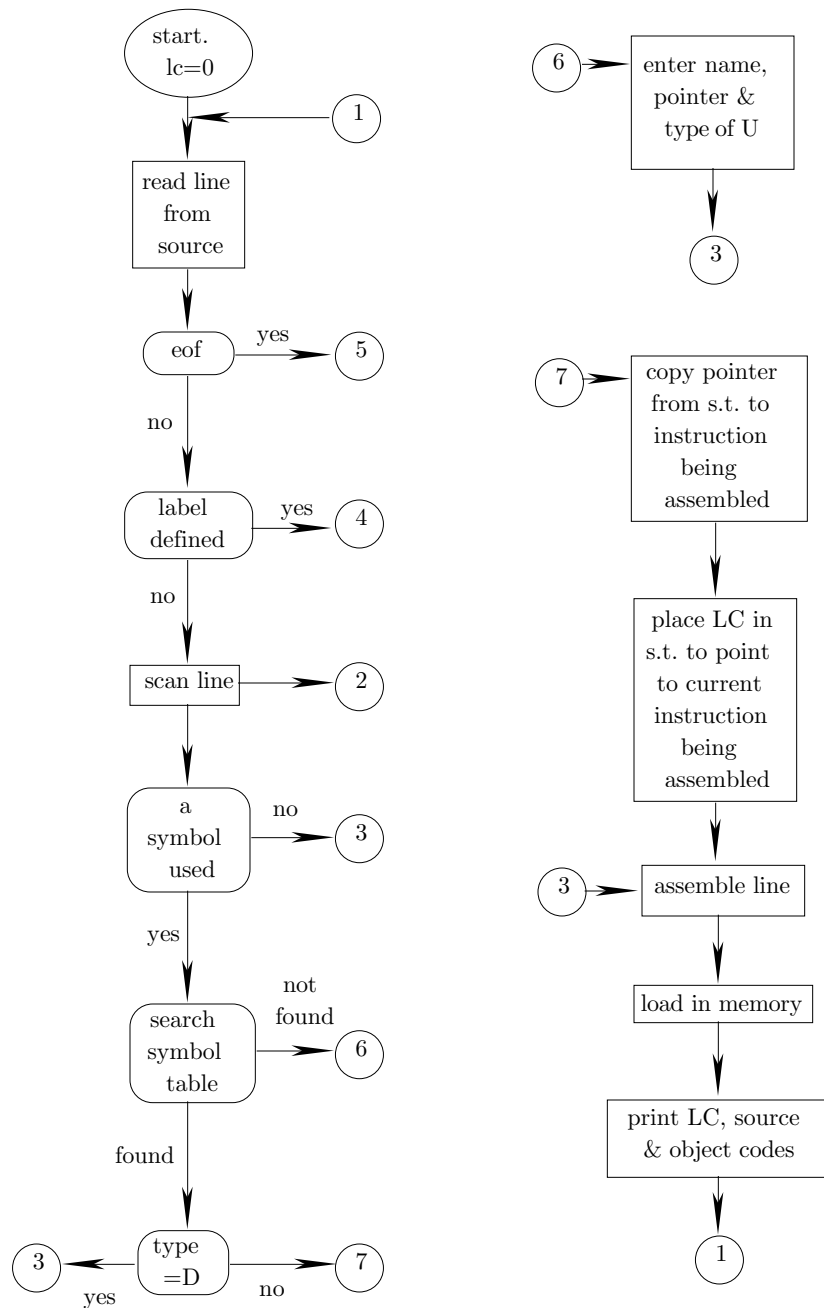 start.
lc=0
1
read line
from
source
eof
yes
5
no
label
defined
yes
4
no
scan line
2
a
symbol
used
no
3
yes
search
symbol
table
not
found
6
found
type
=D
3
yes
no
7
6
enter name,
pointer &
type of U
3
7
copy pointer
from s.t. to
instruction
being
assembled
place LC in
s.t. to point
to current
instruction
being
assembled
3
assemble line
load in memory
print LC, source
& object codes
1